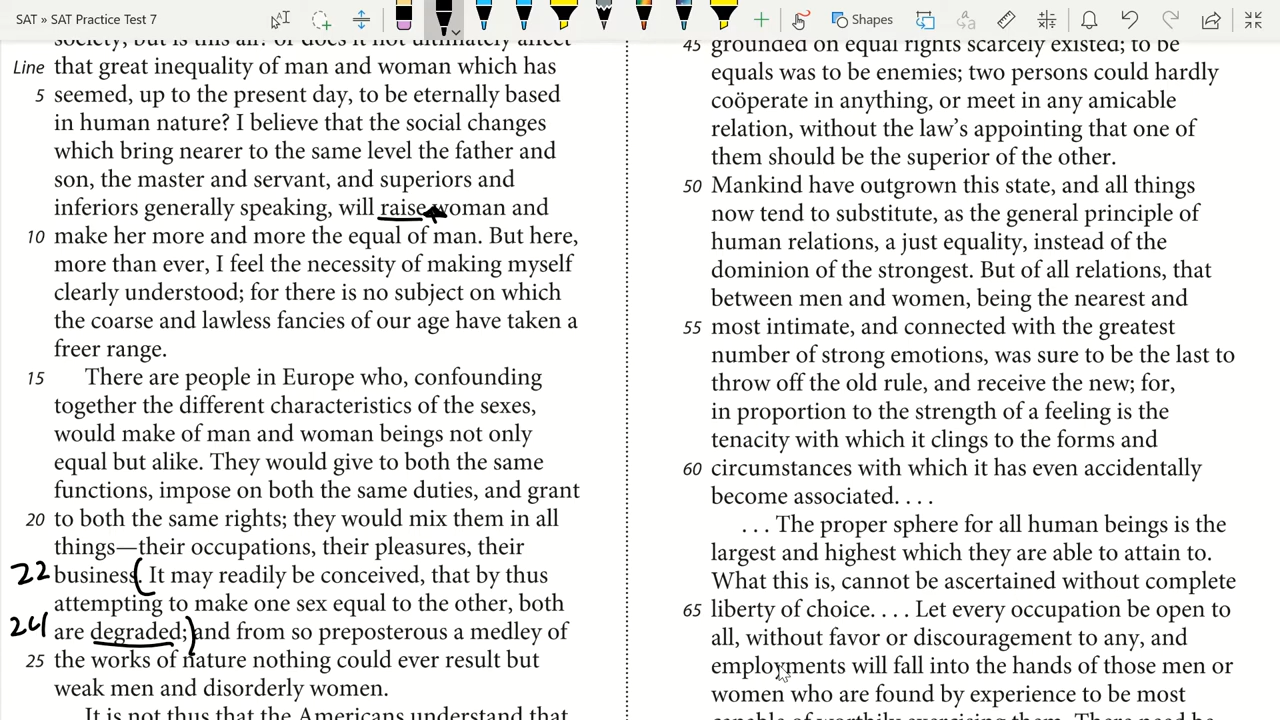 SAT » SAT Practice Test 7
Shapes
society, but is this all? or does it not ultimately affect
Line that great inequality of man and woman which has
5 seemed, up to the present day, to be eternally based
in human nature? I believe that the social changes
which bring nearer to the same level the father and
son, the master and servant, and superiors and
inferiors generally speaking, will raise woman and
10 make her more and more the equal of man. But here,
more than ever, I feel the necessity of making myself
clearly understood; for there is no subject on which
the coarse and lawless fancies of our age have taken a
freer range.
15 There are people in Europe who, confounding
together the different characteristics of the sexes,
would make of man and woman beings not only
equal but alike. They would give to both the same
functions, impose on both the same duties, and grant
20 to both the same rights; they would mix them in all
things—their occupations, their pleasures, their
22 business. It may readily be conceived, that by thus
attempting to make one sex equal to the other, both
24 are degraded; and from so preposterous a medley of
25 the works of nature nothing could ever result but
weak men and disorderly women.
It is not thus that the Americans understand that
45 grounded on equal rights scarcely existed; to be
equals was to be enemies; two persons could hardly
coöperate in anything, or meet in any amicable
relation, without the law's appointing that one of
them should be the superior of the other.
50 Mankind have outgrown this state, and all things
now tend to substitute, as the general principle of
human relations, a just equality, instead of the
dominion of the strongest. But of all relations, that
between men and women, being the nearest and
55 most intimate, and connected with the greatest
number of strong emotions, was sure to be the last to
throw off the old rule, and receive the new; for,
in proportion to the strength of a feeling is the
tenacity with which it clings to the forms and
60 circumstances with which it has even accidentally
become associated. . . .
. . . The proper sphere for all human beings is the
largest and highest which they are able to attain to.
What this is, cannot be ascertained without complete
65 liberty of choice. . . . Let every occupation be open to
all, without favor or discouragement to any, and
employments will fall into the hands of those men or
women who are found by experience to be most
capable of worthily exercising them. There need be